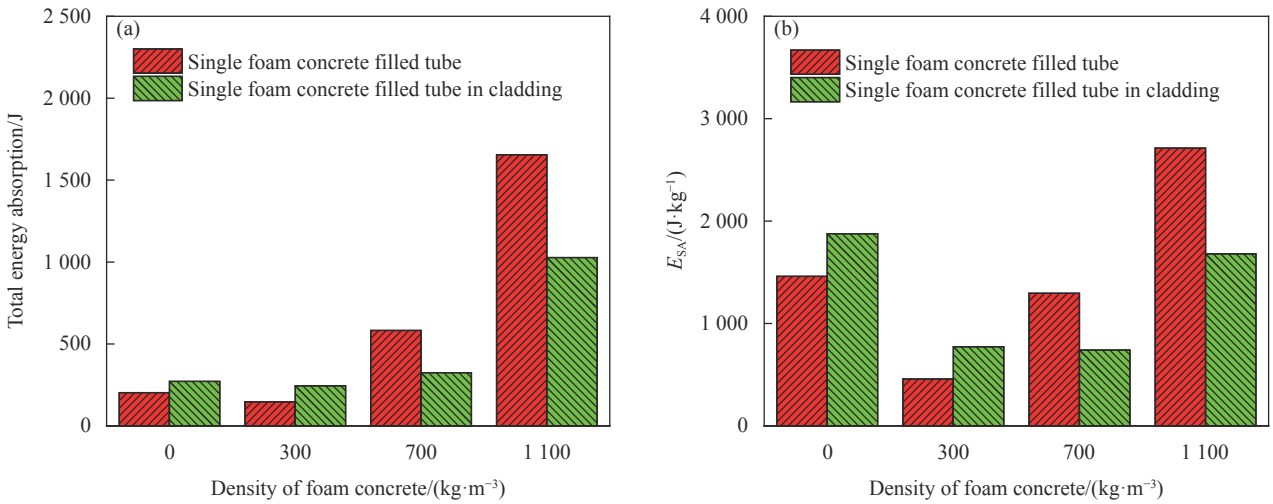 (a)
Single foam concrete filled tube
Single foam concrete filled tube in cladding
2 500
2 000
1 500
1 000
500
0
Total energy absorption/J
0 300 700 1 100
Density of foam concrete/(kg·m⁻³)
(b)
Single foam concrete filled tube
Single foam concrete filled tube in cladding
4 000
3 000
2 000
1 000
0
E_SA/(J·kg⁻¹)
0 300 700 1 100
Density of foam concrete/(kg·m⁻³)